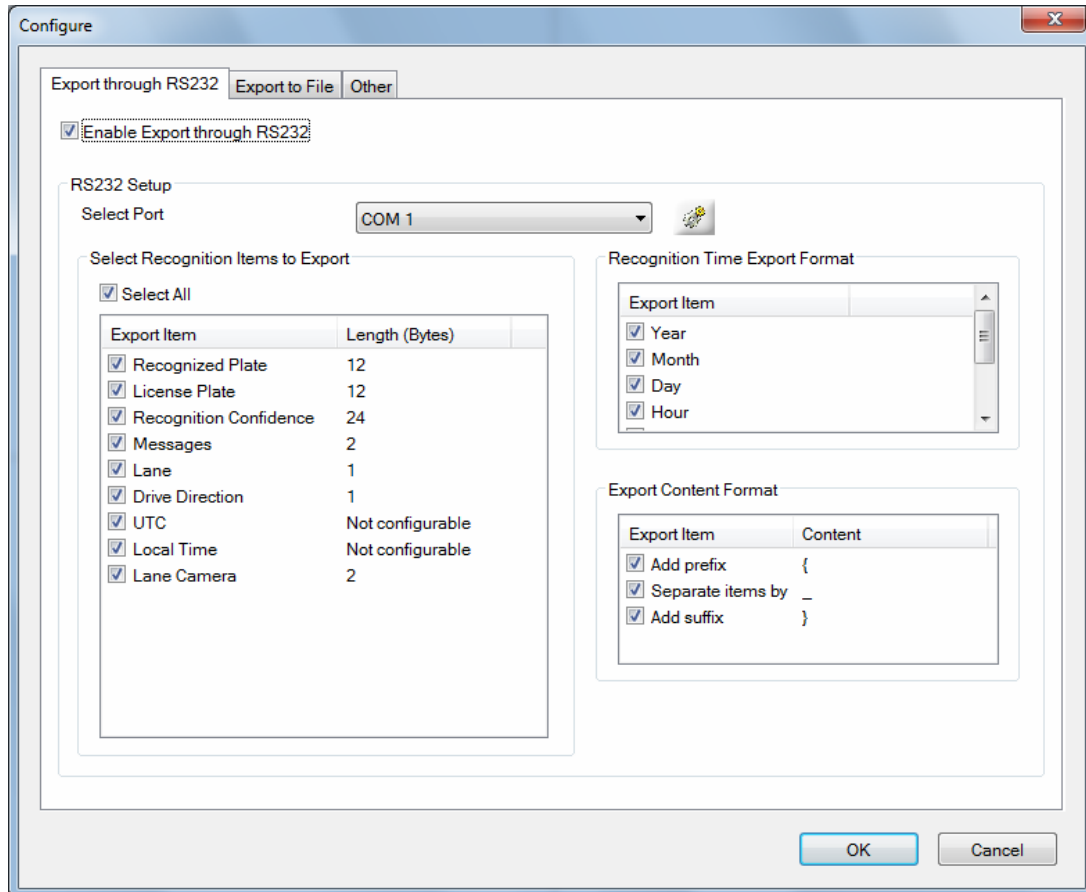 Configure
Export through RS232 Export to File Other
Enable Export through RS232
RS232 Setup
Select Port COM 1
Select Recognition Items to Export
Select All
Export Item Length (Bytes)
Recognized Plate 12
License Plate 12
Recognition Confidence 24
Messages 2
Lane 1
Drive Direction 1
UTC Not configurable
Local Time Not configurable
Lane Camera 2
Recognition Time Export Format
Export Item
Year
Month
Day
Hour
Export Content Format
Export Item Content
Add prefix {
Separate items by _
Add suffix }
OK Cancel